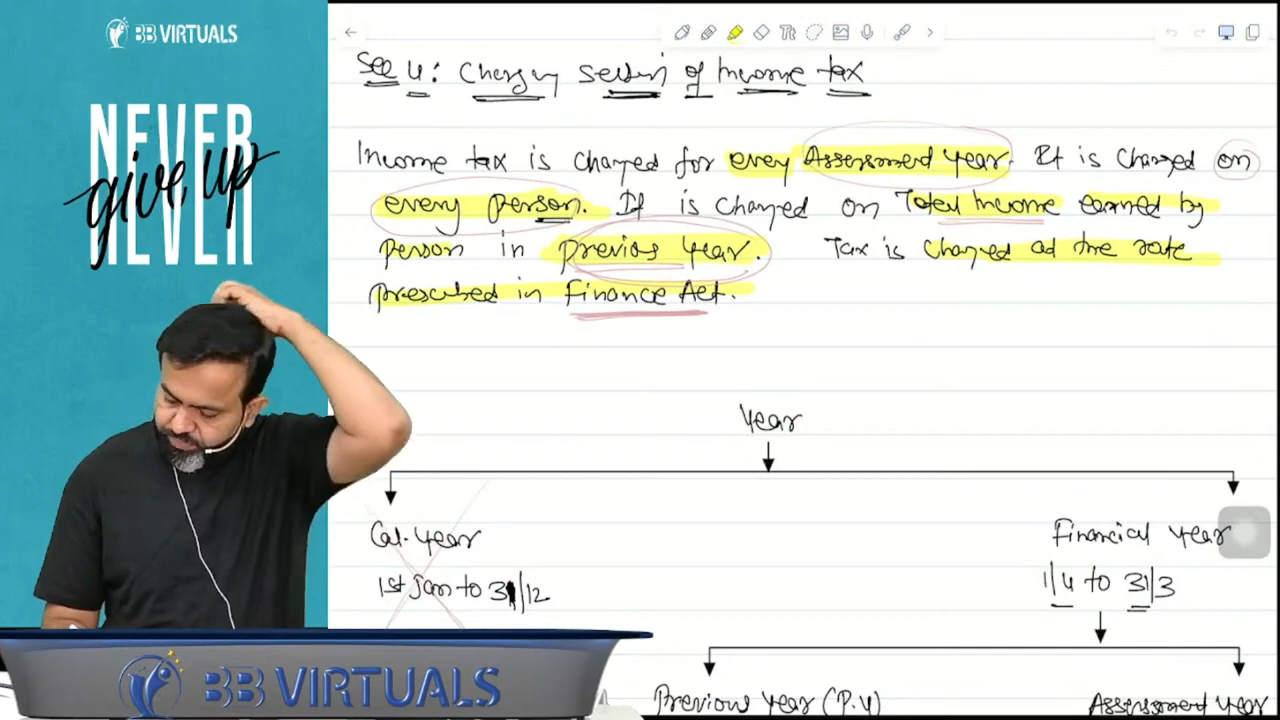 BB VIRTUALS
NEVER
give up
NEVER
Sec 4: Charging section of Income tax
Income tax is charged for every Assessment year. It is charged on
every person. It is charged on Total Income earned by
person in previous year. Tax is charged at the rate
prescribed in Finance Act.
Year
Cal. year
Financial year
1st Jan to 31/12
1/4 to 31/3
Previous year (P.Y)
Assessment year
BB VIRTUALS